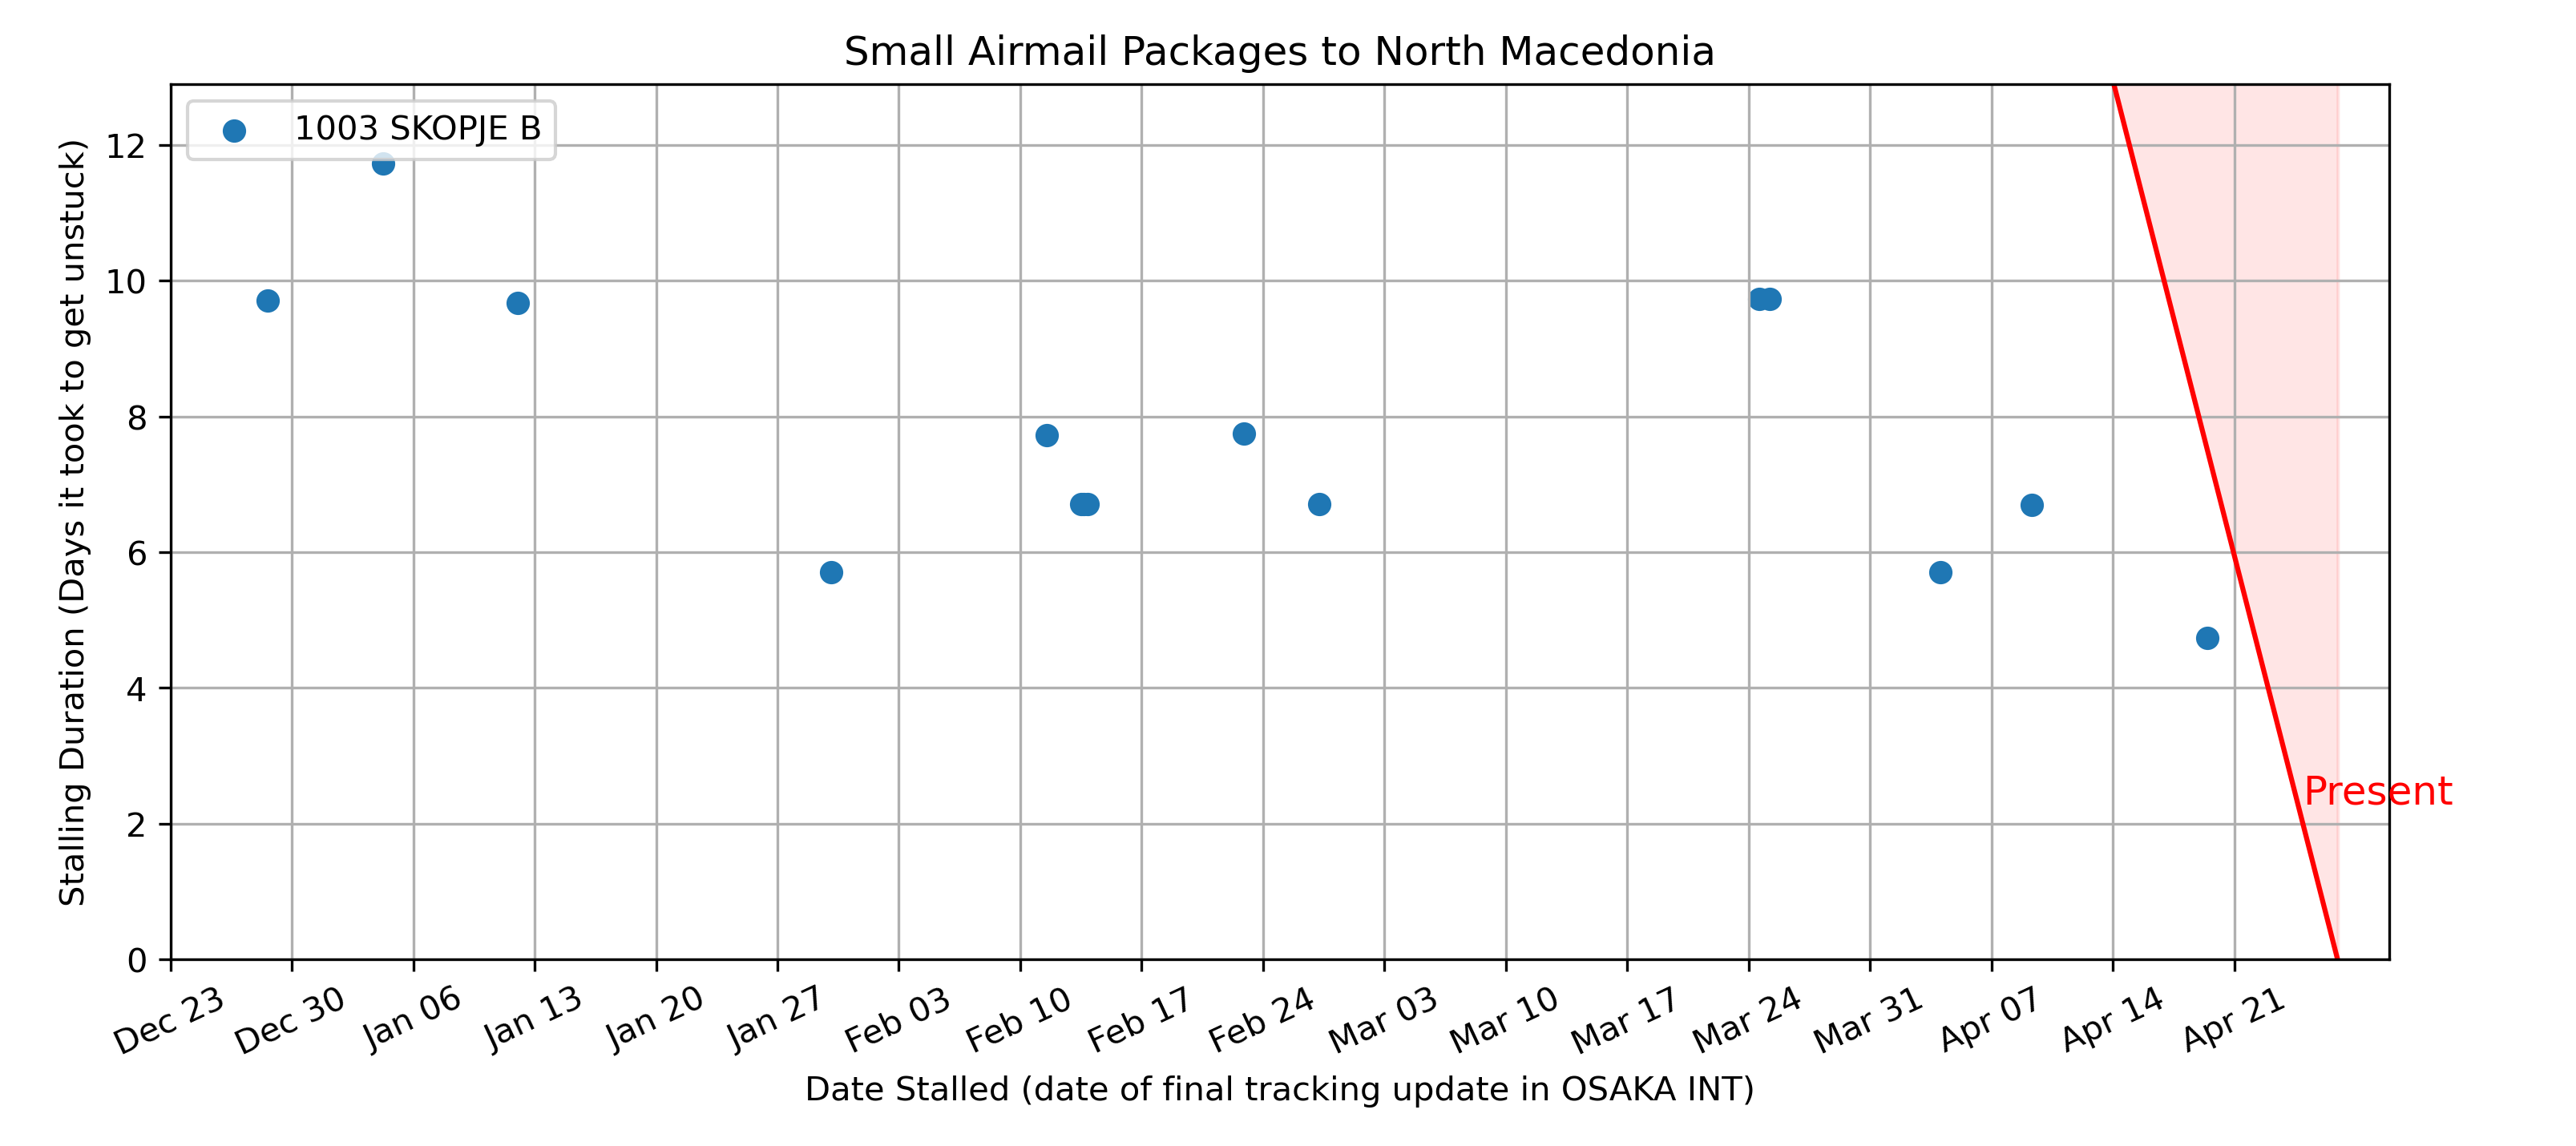 Small Airmail Packages to North Macedonia
1003 SKOPJE B
Stalling Duration (Days it took to get unstuck)
12
10
8
6
4
2
0
Present
Dec 23 Dec 30 Jan 06 Jan 13 Jan 20 Jan 27 Feb 03 Feb 10 Feb 17 Feb 24 Mar 03 Mar 10 Mar 17 Mar 24 Mar 31 Apr 07 Apr 14 Apr 21
Date Stalled (date of final tracking update in OSAKA INT)